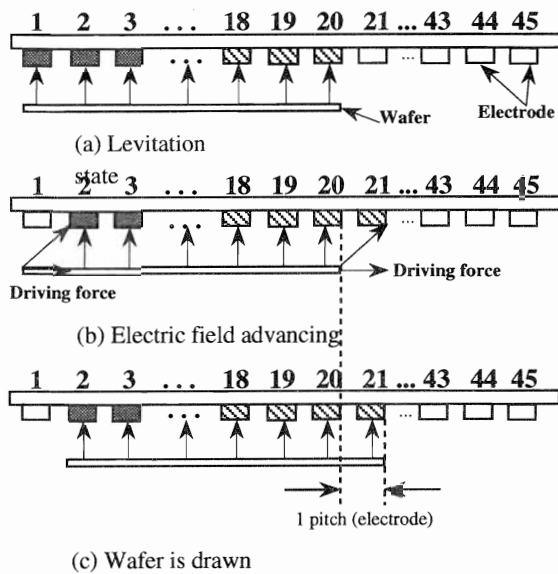 1 2 3 . . . 18 19 20 21 ... 43 44 45
Wafer
Electrode
(a) Levitation
state
1 2 3 . . . 18 19 20 21 ... 43 44 45
Driving force
Driving force
(b) Electric field advancing
1 2 3 . . . 18 19 20 21 ... 43 44 45
1 pitch (electrode)
(c) Wafer is drawn